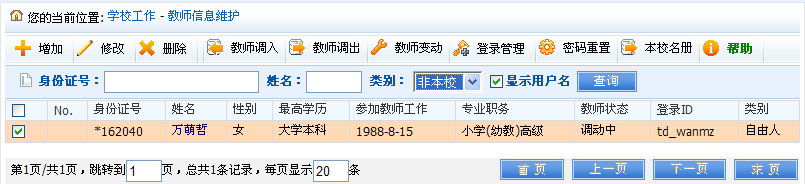 您的当前位置: 学校工作 - 教师信息维护
增加 修改 删除 教师调入 教师调出 教师变动 登录管理 密码重置 本校名册 帮助
身份证号： 姓名： 类别： 非本校 显示用户名 查询
No. 身份证号 姓名 性别 最高学历 参加教师工作 专业职务 教师状态 登录ID 类别
*162040 万萌哲 女 大学本科 1988-8-15 小学(幼教)高级 调动中 td_wanmz 自由人
第1页/共1页，跳转到 1 页，总共1条记录，每页显示 20 条 首 页 上一页 下一页 末 页